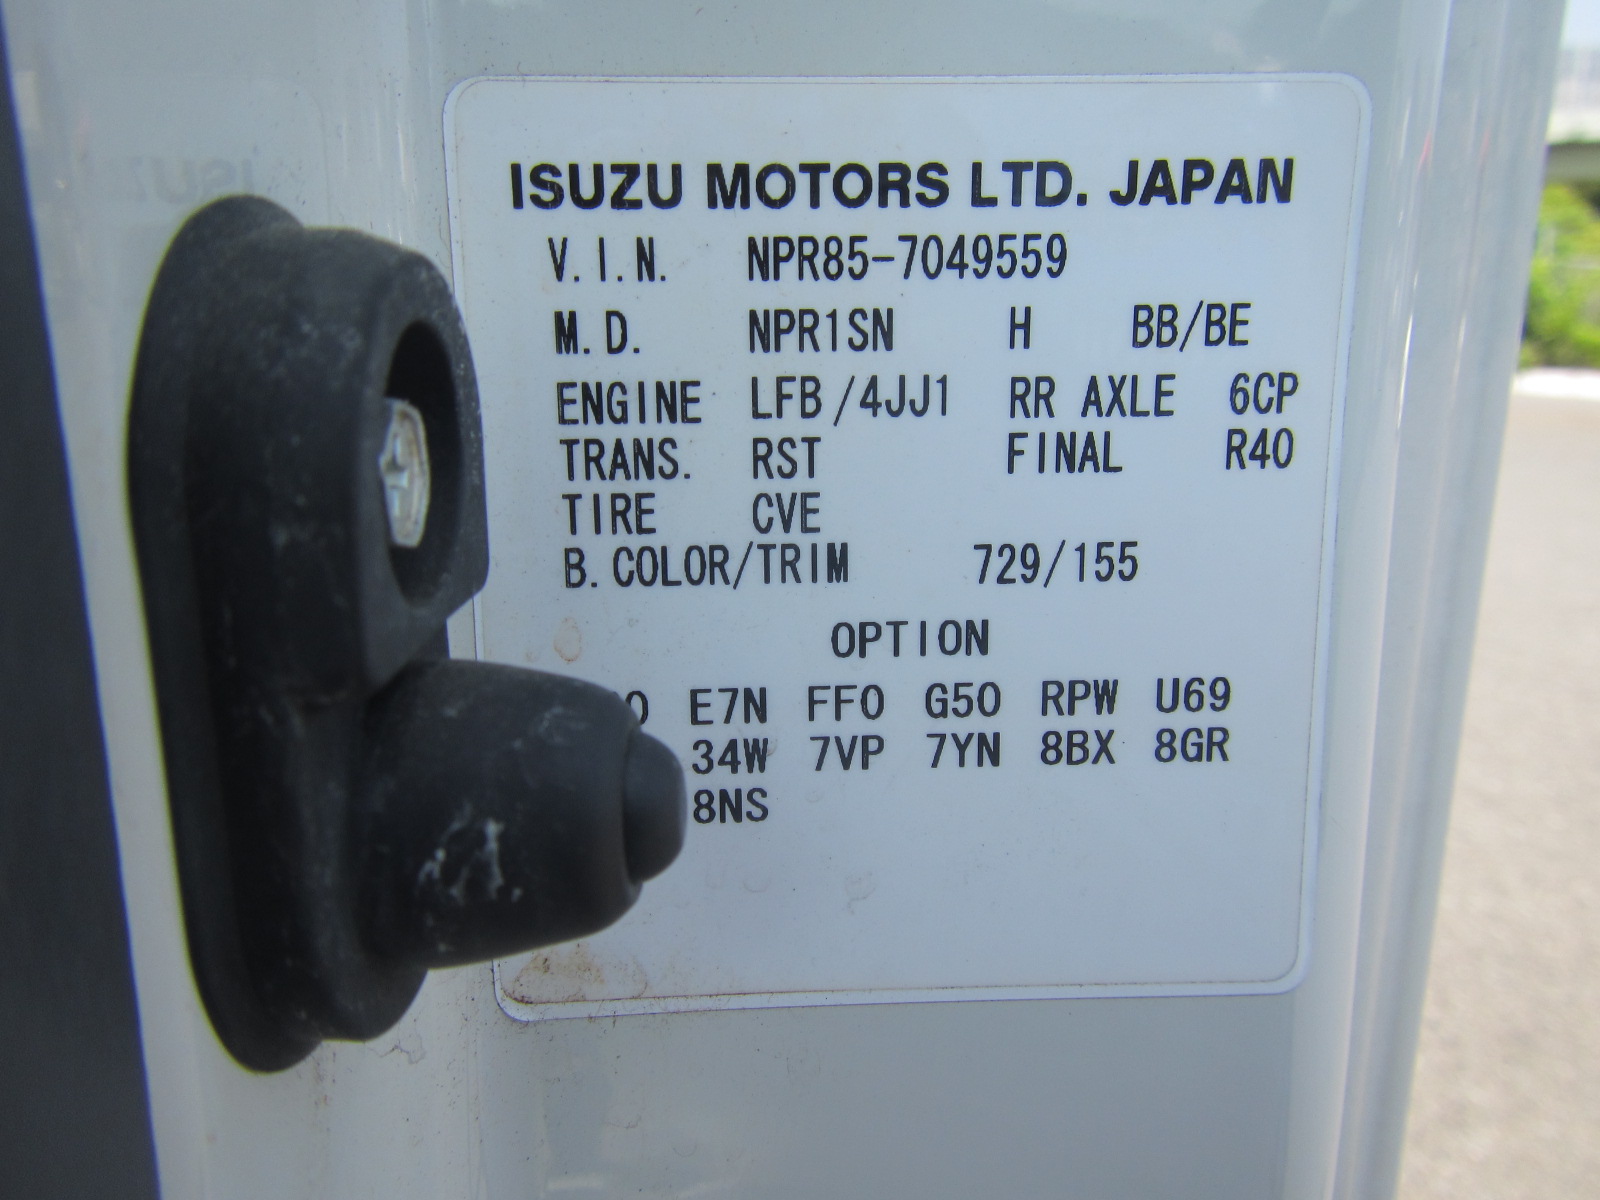 ISUZU MOTORS LTD. JAPAN
V.I.N. NPR85-7049559
M.D. NPR1SN H BB/BE
ENGINE LFB/4JJ1 RR AXLE 6CP
TRANS. RST FINAL R40
TIRE CVE
B.COLOR/TRIM 729/155
OPTION
E7N FF0 G50 RPW U69
34W 7VP 7YN 8BX 8GR
8NS